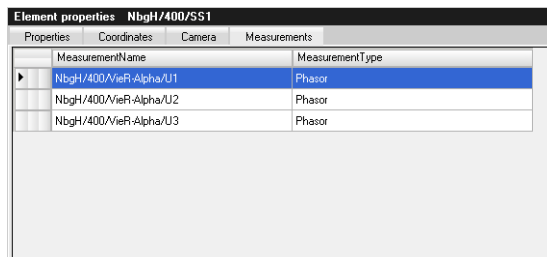 Element properties NbgH/400/SS1
Properties Coordinates Camera Measurements
MeasurementName MeasurementType
NbgH/400/VieR-Alpha/U1 Phasor
NbgH/400/VieR-Alpha/U2 Phasor
NbgH/400/VieR-Alpha/U3 Phasor